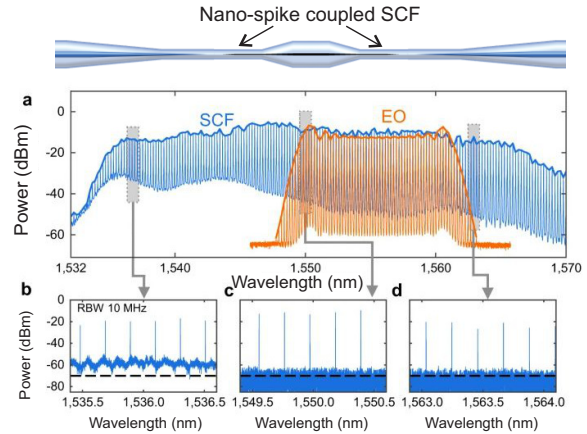 Nano-spike coupled SCF
a
0
SCF
EO
-20
-40
-60
Power (dBm)
1,532
1,540
1,550
1,560
1,570
Wavelength (nm)
b
c
d
0
RBW 10 MHz
-20
-40
-60
-80
Power (dBm)
1,535.5
1,536.0
1,536.5
1,549.5
1,550.0
1,550.5
1,563.0
1,563.5
1,564.0
Wavelength (nm)
Wavelength (nm)
Wavelength (nm)